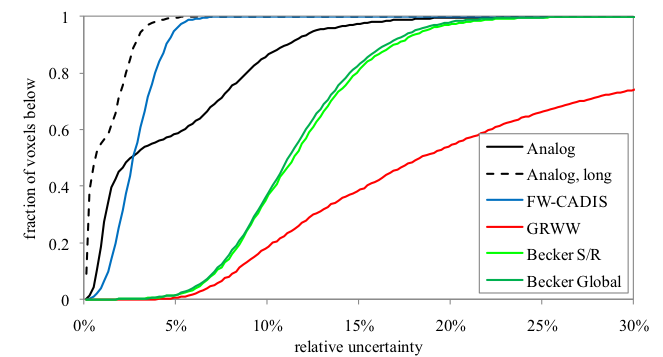 1
0.8
0.6
0.4
0.2
0
fraction of voxels below
0% 5% 10% 15% 20% 25% 30%
relative uncertainty
Analog
Analog, long
FW-CADIS
GRWW
Becker S/R
Becker Global